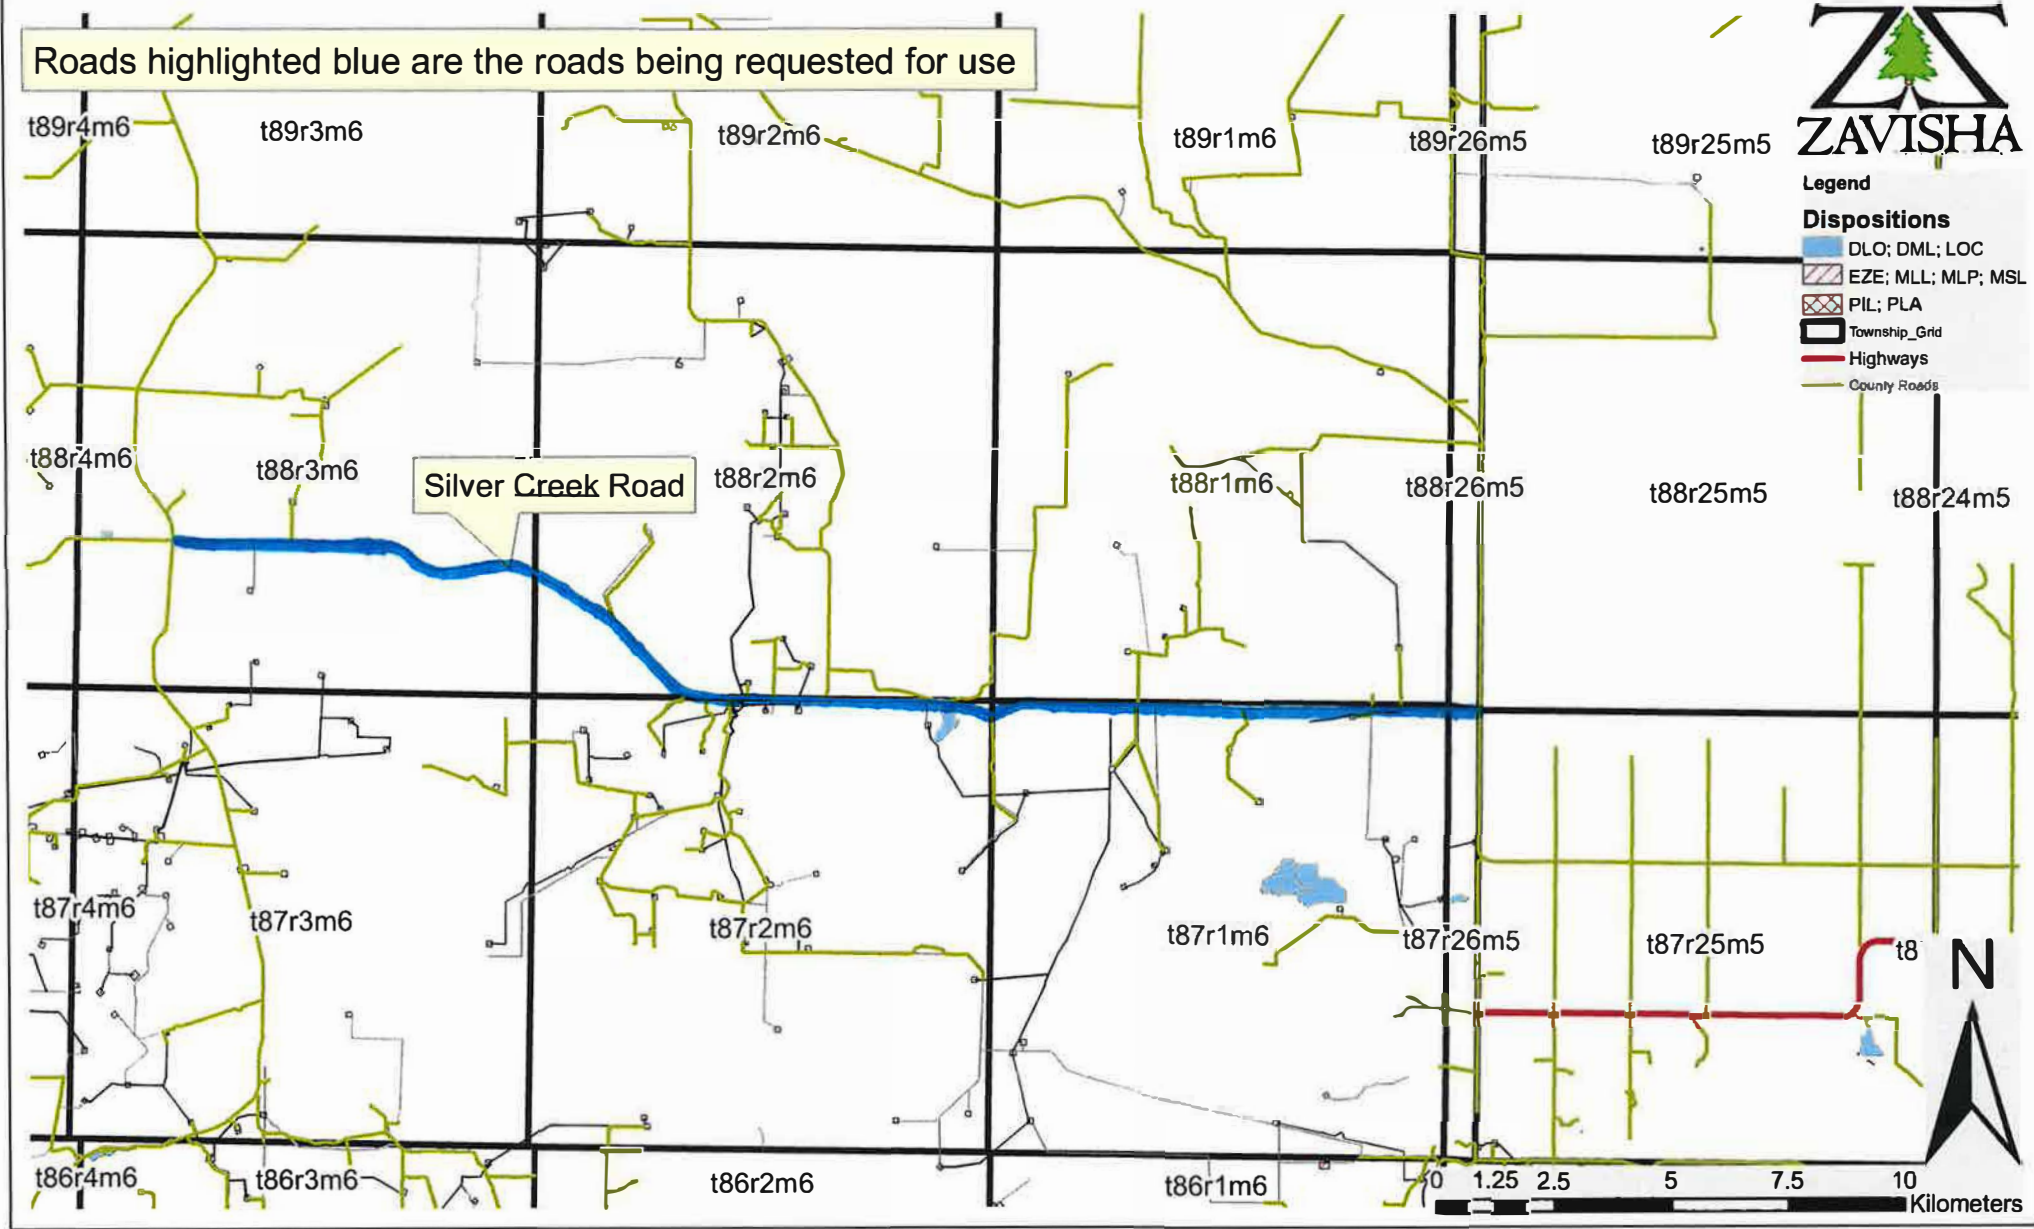 Roads highlighted blue are the roads being requested for use
ZAVISHA
t89r4m6
t89r3m6
t89r2m6
t89r1m6
t89r26m5
t89r25m5
Legend
Dispositions
DLO; DML; LOC
EZE; MLL; MLP; MSL
PIL; PLA
Township_Grid
Highways
County Roads
t88r4m6
t88r3m6
Silver Creek Road
t88r2m6
t88r1m6
t88r26m5
t88r25m5
t88r24m5
t87r4m6
t87r3m6
t87r2m6
t87r1m6
t87r26m5
t87r25m5
t8
N
t86r4m6
t86r3m6
t86r2m6
t86r1m6
0 1.25 2.5 5 7.5 10
Kilometers